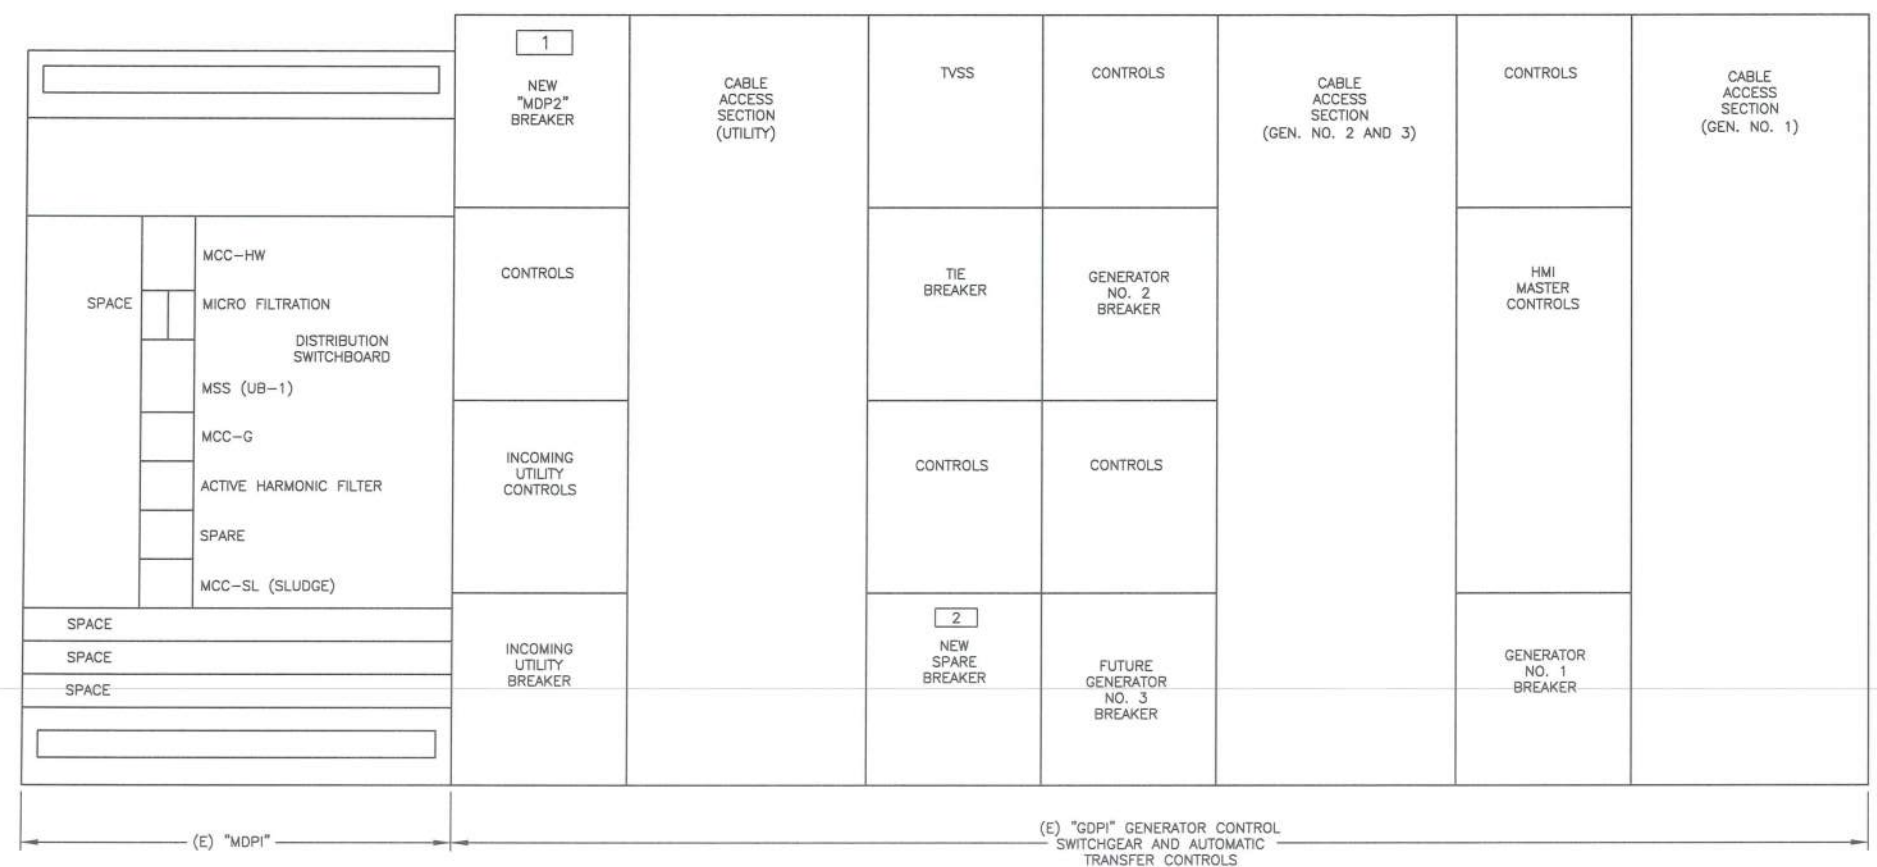 1
NEW
"MDP2"
BREAKER
CABLE
ACCESS
SECTION
(UTILITY)
TVSS
CONTROLS
CABLE
ACCESS
SECTION
(GEN. NO. 2 AND 3)
CONTROLS
CABLE
ACCESS
SECTION
(GEN. NO. 1)
SPACE
MCC-HW
MICRO FILTRATION
DISTRIBUTION
SWITCHBOARD
MSS (UB-1)
MCC-G
ACTIVE HARMONIC FILTER
SPARE
MCC-SL (SLUDGE)
SPACE
SPACE
SPACE
CONTROLS
INCOMING
UTILITY
CONTROLS
INCOMING
UTILITY
BREAKER
TIE
BREAKER
CONTROLS
2
NEW
SPARE
BREAKER
GENERATOR
NO. 2
BREAKER
CONTROLS
FUTURE
GENERATOR
NO. 3
BREAKER
HMI
MASTER
CONTROLS
GENERATOR
NO. 1
BREAKER
(E) "MDPI"
(E) "GDPI" GENERATOR CONTROL
SWITCHGEAR AND AUTOMATIC
TRANSFER CONTROLS